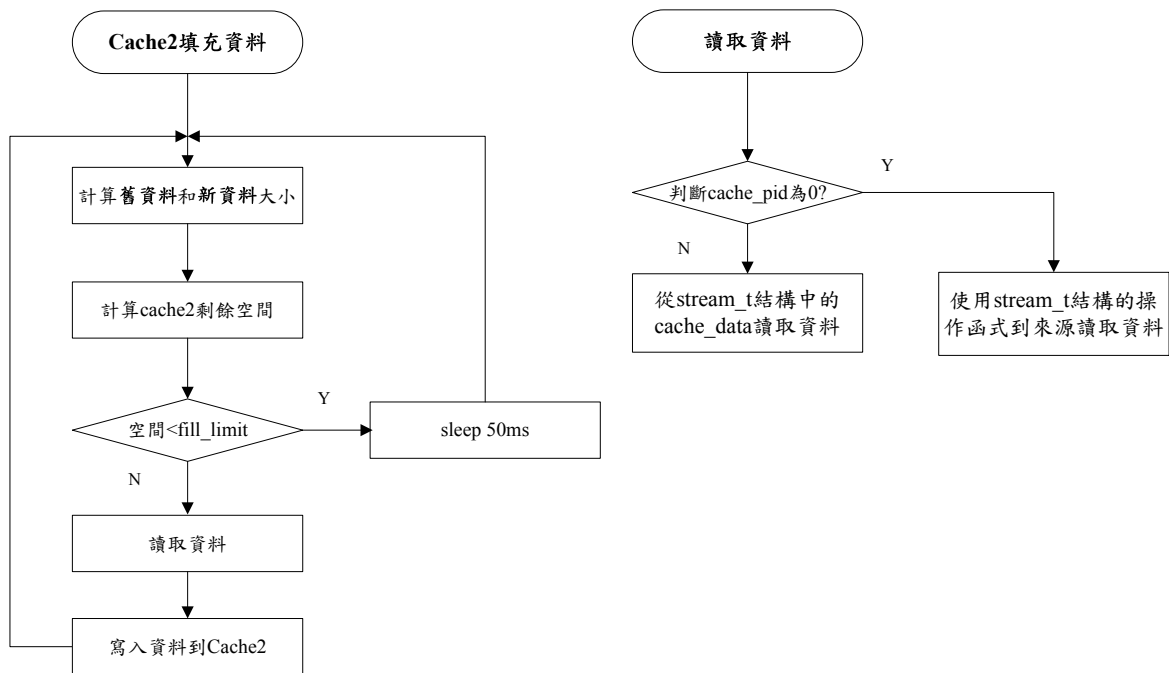 Cache2填充資料
計算舊資料和新資料大小
計算cache2剩餘空間
空間<fill_limit
Y
sleep 50ms
N
讀取資料
寫入資料到Cache2
讀取資料
判斷cache_pid為0?
Y
N
從stream_t結構中的
cache_data讀取資料
使用stream_t結構的操
作函式到來源讀取資料